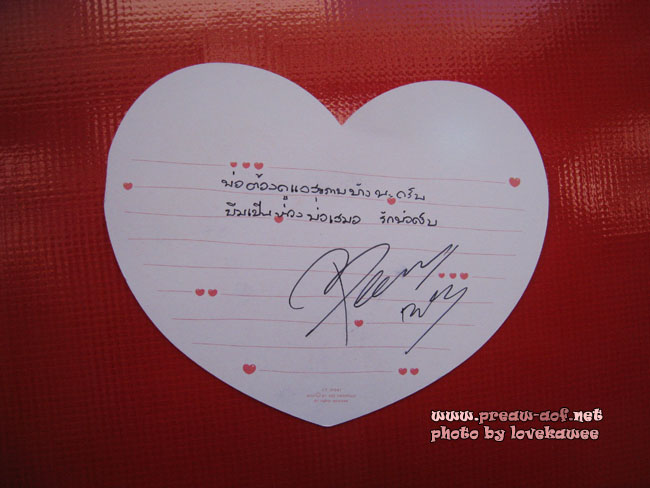 พ่อต้องดูแลสุขภาพบ้างนะครับ
บีมเป็นห่วงพ่อเสมอ รักพ่อครับ
www.preaw-aof.net
photo by lovekawee